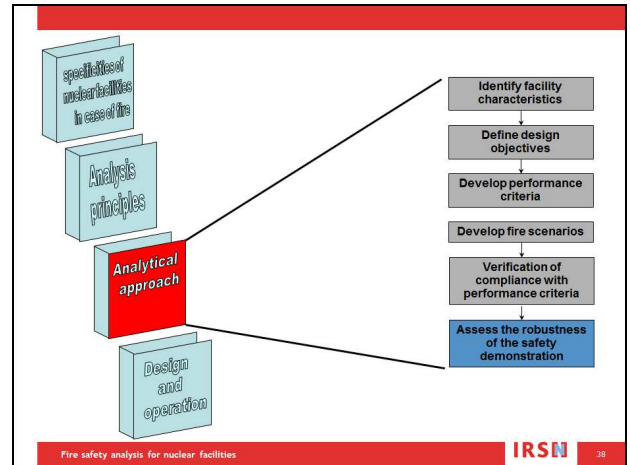 specificities of
nuclear facilities
in case of fire
Analysis
principles
Analytical
approach
Design
and
operation
Identify facility
characteristics
Define design
objectives
Develop performance
criteria
Develop fire scenarios
Verification of
compliance with
performance criteria
Assess the robustness
of the safety
demonstration
Fire safety analysis for nuclear facilities
IRSN
38